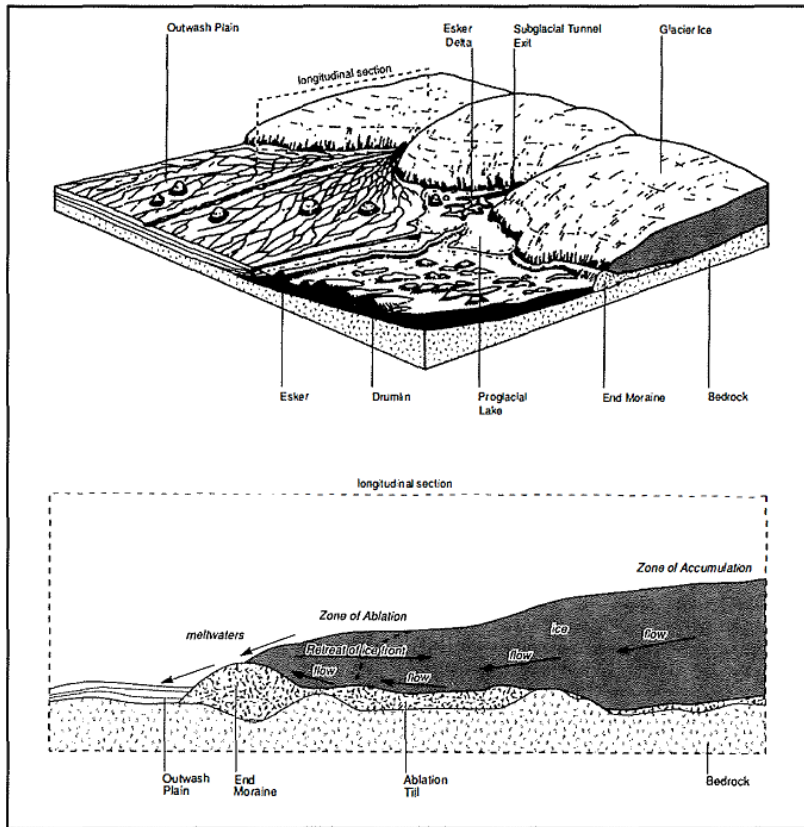 Outwash Plain
Esker
Delta
Subglacial Tunnel
Exit
Glacier Ice
longitudinal section
Esker
Drumlin
Proglacial
Lake
End Moraine
Bedrock
longitudinal section
Zone of Accumulation
Zone of Ablation
meltwaters
ice
flow
Retreat of ice front
flow
flow
flow
Outwash
Plain
End
Moraine
Ablation
Till
Bedrock